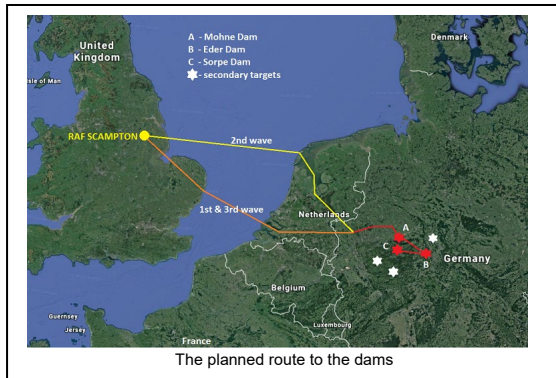 United
Kingdom
Isle of Man
A - Mohne Dam
B - Eder Dam
C - Sorpe Dam
- secondary targets
Denmark
RAF SCAMPTON
2nd wave
1st & 3rd wave
Netherlands
A
C
B
Germany
Belgium
Guernsey
Jersey
Luxembourg
France
The planned route to the dams